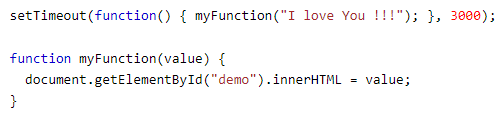 setTimeout(function() { myFunction("I love You !!!"); }, 3000);
function myFunction(value) {
  document.getElementById("demo").innerHTML = value;
}